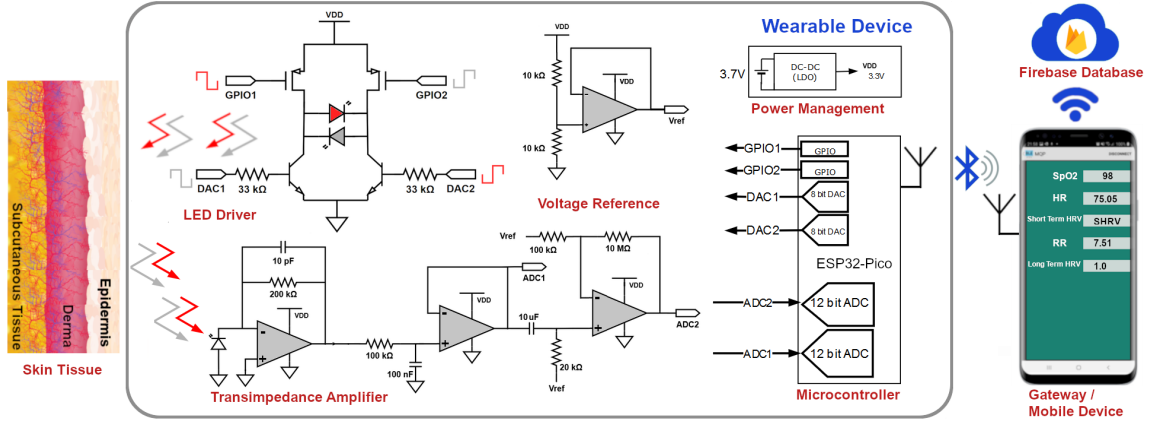 Wearable Device
VDD
GPIO1
GPIO2
DAC1
33 kΩ
33 kΩ
DAC2
LED Driver
VDD
10 kΩ
VDD
Vref
10 kΩ
Voltage Reference
3.7V
DC-DC
(LDO)
VDD
3.3V
Power Management
GPIO1
GPIO
GPIO2
GPIO
DAC1
8 bit DAC
DAC2
8 bit DAC
ESP32-Pico
ADC2
12 bit ADC
ADC1
12 bit ADC
Microcontroller
Subcutaneous Tissue
Derma
Epidermis
Skin Tissue
10 pF
200 kΩ
VDD
-
+
100 kΩ
100 nF
ADC1
VDD
-
+
10uF
20 kΩ
Vref
Vref
100 kΩ
10 MΩ
VDD
-
+
ADC2
Transimpedance Amplifier
Firebase Database
MQP
DISCONNECT
SpO2 98
HR 75.05
Short Term HRV SHRV
RR 7.51
Long Term HRV 1.0
Gateway /
Mobile Device